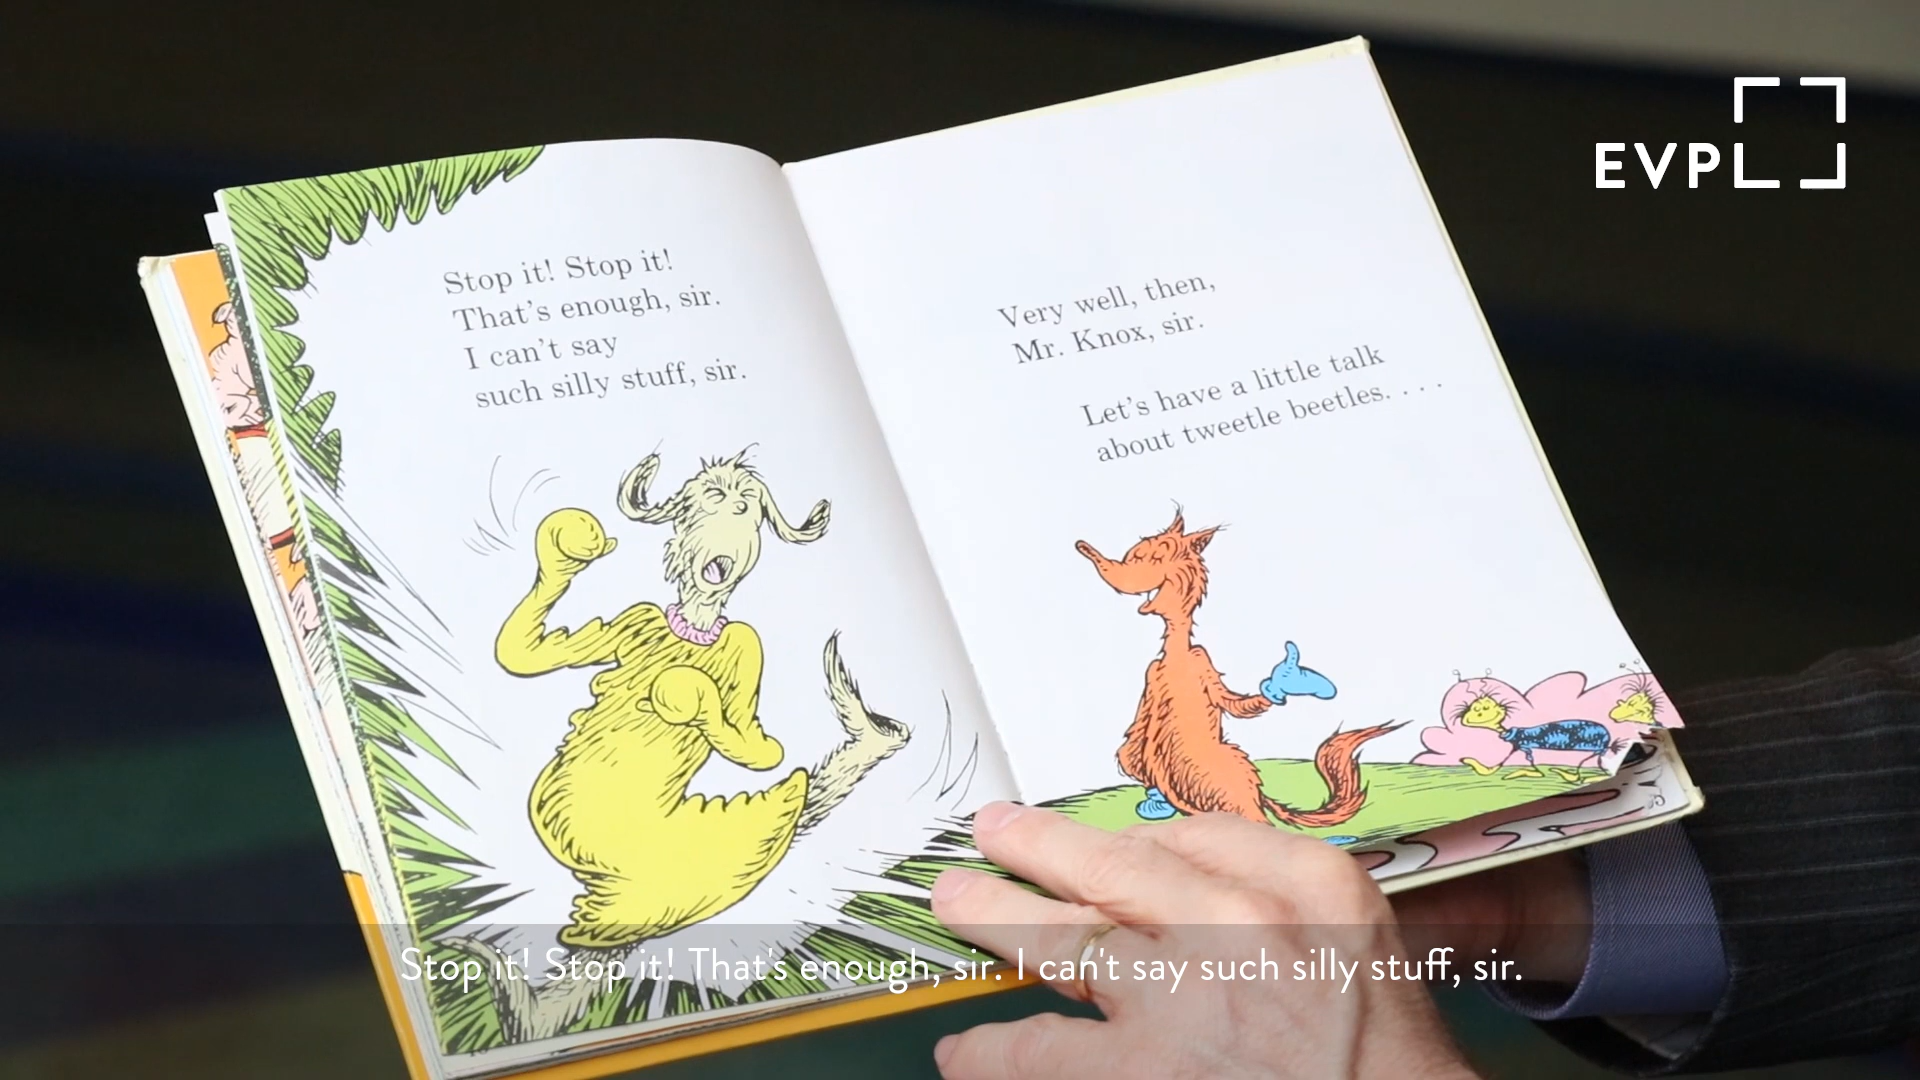 EVPL
Stop it! Stop it!
That's enough, sir.
I can't say
such silly stuff, sir.
Very well, then,
Mr. Knox, sir.
Let's have a little talk
about tweetle beetles. . . .
Stop it! Stop it! That's enough, sir. I can't say such silly stuff, sir.